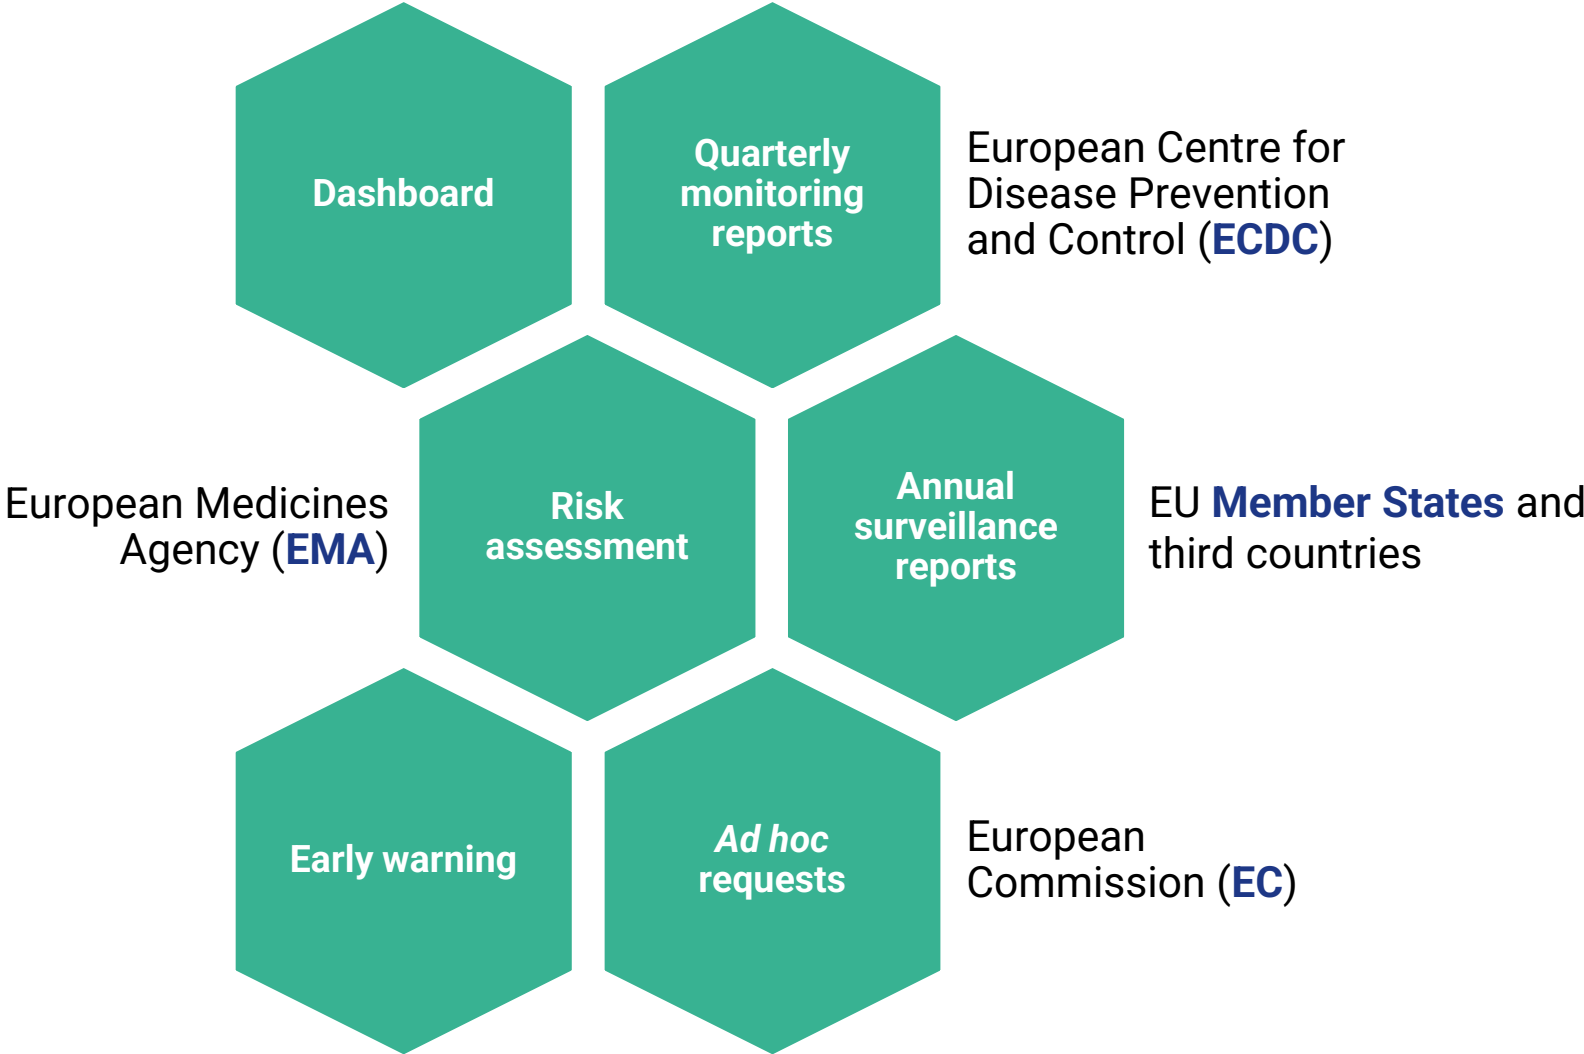 Dashboard
Quarterly
monitoring
reports
European Centre for
Disease Prevention
and Control (ECDC)
European Medicines
Agency (EMA)
Risk
assessment
Annual
surveillance
reports
EU Member States and
third countries
Early warning
Ad hoc
requests
European
Commission (EC)